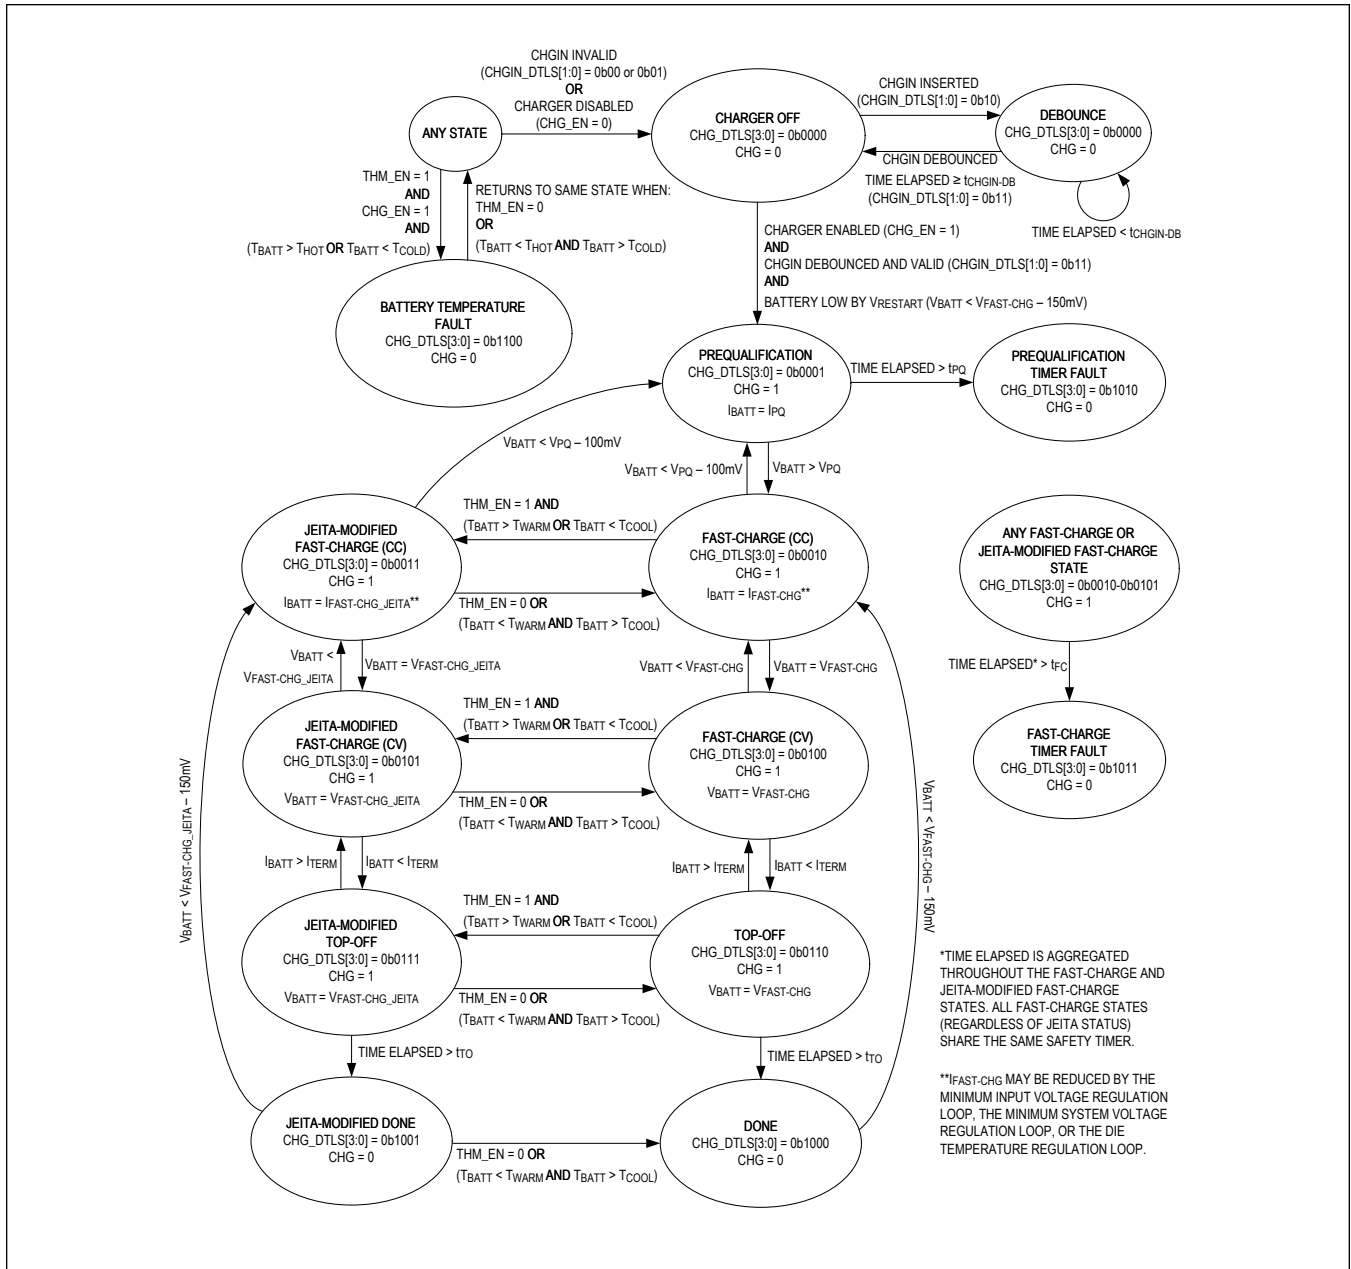 CHGIN INVALID
(CHGIN_DTLS[1:0] = 0b00 or 0b01)
OR
CHARGER DISABLED
(CHG_EN = 0)
ANY STATE
CHARGER OFF
CHG_DTLS[3:0] = 0b0000
CHG = 0
CHGIN INSERTED
(CHGIN_DTLS[1:0] = 0b10)
DEBOUNCE
CHG_DTLS[3:0] = 0b0000
CHG = 0
CHGIN DEBOUNCED
TIME ELAPSED ≥ tCHGIN-DB
(CHGIN_DTLS[1:0] = 0b11)
TIME ELAPSED < tCHGIN-DB
THM_EN = 1
AND
CHG_EN = 1
AND
(TBATT > THOT OR TBATT < TCOLD)
RETURNS TO SAME STATE WHEN:
THM_EN = 0
OR
(TBATT < THOT AND TBATT > TCOLD)
BATTERY TEMPERATURE
FAULT
CHG_DTLS[3:0] = 0b1100
CHG = 0
CHARGER ENABLED (CHG_EN = 1)
AND
CHGIN DEBOUNCED AND VALID (CHGIN_DTLS[1:0] = 0b11)
AND
BATTERY LOW BY VRESTART (VBATT < VFAST-CHG – 150mV)
PREQUALIFICATION
CHG_DTLS[3:0] = 0b0001
CHG = 1
IBATT = IPQ
TIME ELAPSED > tPQ
PREQUALIFICATION
TIMER FAULT
CHG_DTLS[3:0] = 0b1010
CHG = 0
VBATT < VPQ – 100mV
VBATT < VPQ – 100mV
VBATT > VPQ
JEITA-MODIFIED
FAST-CHARGE (CC)
CHG_DTLS[3:0] = 0b0011
CHG = 1
IBATT = IFAST-CHG_JEITA**
THM_EN = 1 AND
(TBATT > TWARM OR TBATT < TCOOL)
THM_EN = 0 OR
(TBATT < TWARM AND TBATT > TCOOL)
FAST-CHARGE (CC)
CHG_DTLS[3:0] = 0b0010
CHG = 1
IBATT = IFAST-CHG**
ANY FAST-CHARGE OR
JEITA-MODIFIED FAST-CHARGE
STATE
CHG_DTLS[3:0] = 0b0010-0b0101
CHG = 1
VBATT <
VFAST-CHG_JEITA
VBATT = VFAST-CHG_JEITA
VBATT < VFAST-CHG
VBATT = VFAST-CHG
TIME ELAPSED* > tFC
JEITA-MODIFIED
FAST-CHARGE (CV)
CHG_DTLS[3:0] = 0b0101
CHG = 1
VBATT = VFAST-CHG_JEITA
THM_EN = 1 AND
(TBATT > TWARM OR TBATT < TCOOL)
THM_EN = 0 OR
(TBATT < TWARM AND TBATT > TCOOL)
FAST-CHARGE (CV)
CHG_DTLS[3:0] = 0b0100
CHG = 1
VBATT = VFAST-CHG
FAST-CHARGE
TIMER FAULT
CHG_DTLS[3:0] = 0b1011
CHG = 0
VBATT < VFAST-CHG_JEITA – 150mV
VBATT < VFAST-CHG – 150mV
IBATT > ITERM
IBATT < ITERM
IBATT > ITERM
IBATT < ITERM
JEITA-MODIFIED
TOP-OFF
CHG_DTLS[3:0] = 0b0111
CHG = 1
VBATT = VFAST-CHG_JEITA
THM_EN = 1 AND
(TBATT > TWARM OR TBATT < TCOOL)
THM_EN = 0 OR
(TBATT < TWARM AND TBATT > TCOOL)
TOP-OFF
CHG_DTLS[3:0] = 0b0110
CHG = 1
VBATT = VFAST-CHG
TIME ELAPSED > tTO
TIME ELAPSED > tTO
JEITA-MODIFIED DONE
CHG_DTLS[3:0] = 0b1001
CHG = 0
THM_EN = 0 OR
(TBATT < TWARM AND TBATT > TCOOL)
DONE
CHG_DTLS[3:0] = 0b1000
CHG = 0
*TIME ELAPSED IS AGGREGATED
THROUGHOUT THE FAST-CHARGE AND
JEITA-MODIFIED FAST-CHARGE
STATES. ALL FAST-CHARGE STATES
(REGARDLESS OF JEITA STATUS)
SHARE THE SAME SAFETY TIMER.
**IFAST-CHG MAY BE REDUCED BY THE
MINIMUM INPUT VOLTAGE REGULATION
LOOP, THE MINIMUM SYSTEM VOLTAGE
REGULATION LOOP, OR THE DIE
TEMPERATURE REGULATION LOOP.